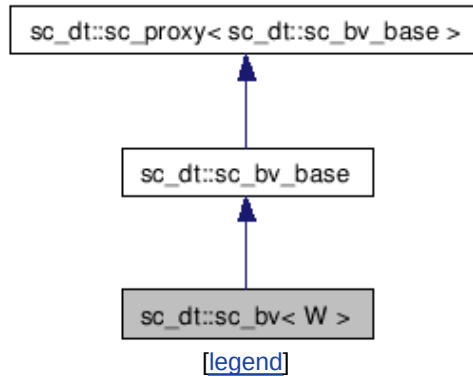 sc_dt::sc_proxy< sc_dt::sc_bv_base >
sc_dt::sc_bv_base
sc_dt::sc_bv< W >
[legend]